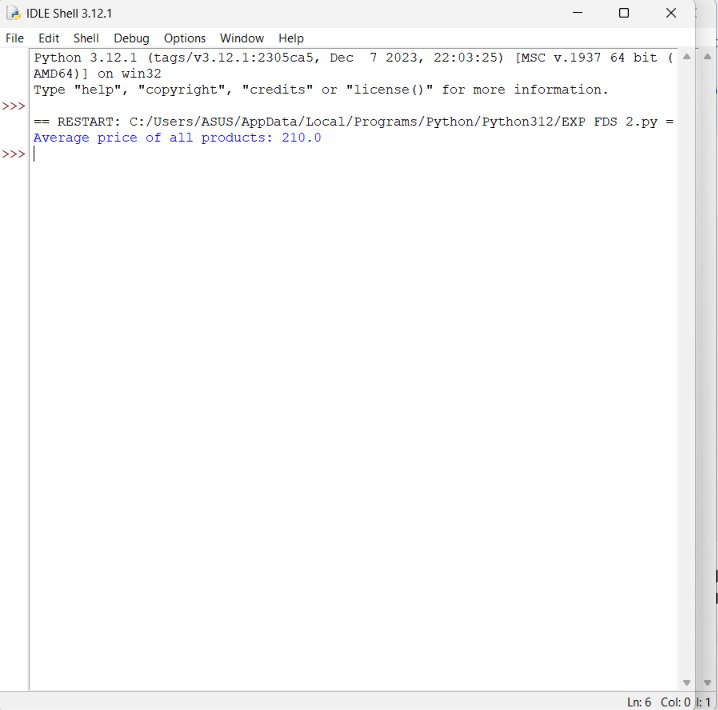 IDLE Shell 3.12.1
File Edit Shell Debug Options Window Help
Python 3.12.1 (tags/v3.12.1:2305ca5, Dec  7 2023, 22:03:25) [MSC v.1937 64 bit (
AMD64)] on win32
Type "help", "copyright", "credits" or "license()" for more information.
>>>
== RESTART: C:/Users/ASUS/AppData/Local/Programs/Python/Python312/EXP FDS 2.py =
Average price of all products: 210.0
>>>
Ln: 6 Col: 0